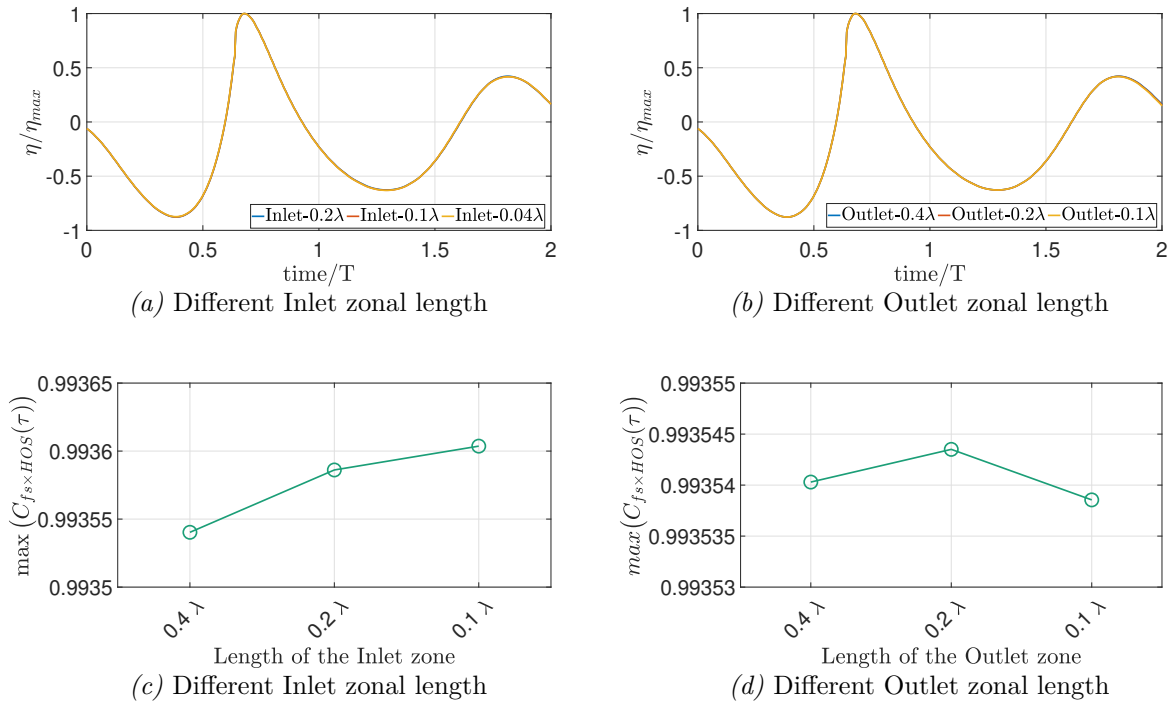 1
0.5
0
-0.5
-1
η/η_max
Inlet-0.2λ Inlet-0.1λ Inlet-0.04λ
0 0.5 1 1.5 2
time/T
(a) Different Inlet zonal length
1
0.5
0
-0.5
-1
η/η_max
Outlet-0.4λ Outlet-0.2λ Outlet-0.1λ
0 0.5 1 1.5 2
time/T
(b) Different Outlet zonal length
0.99365
0.9936
0.99355
0.9935
max(C_{fs×HOS}(τ))
0.4 λ 0.2 λ 0.1 λ
Length of the Inlet zone
(c) Different Inlet zonal length
0.99355
0.993545
0.99354
0.993535
0.99353
max(C_{fs×HOS}(τ))
0.4 λ 0.2 λ 0.1 λ
Length of the Outlet zone
(d) Different Outlet zonal length